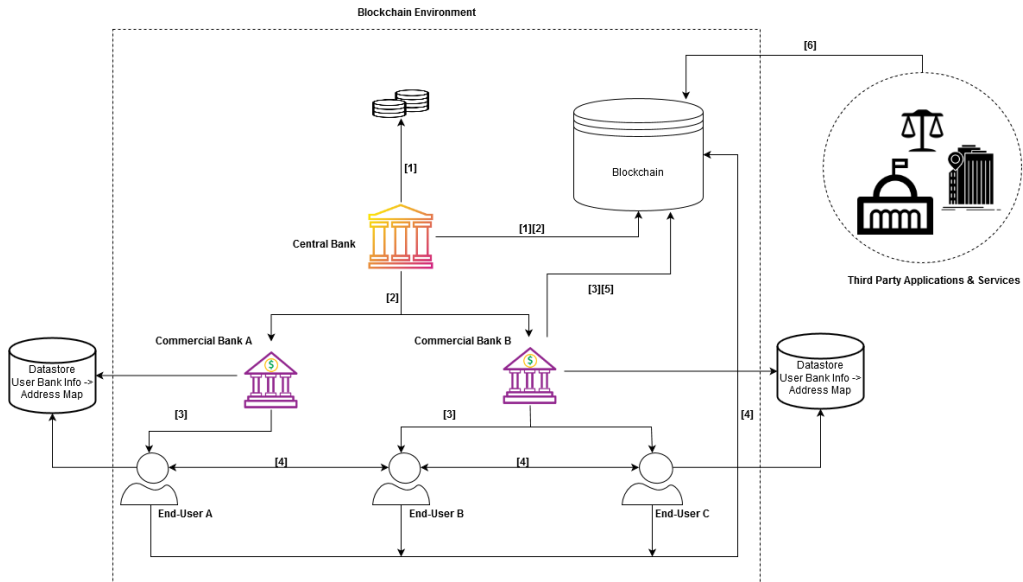 Blockchain Environment
[6]
[1]
Blockchain
[1][2]
Central Bank
Third Party Applications & Services
[2]
[3][5]
Commercial Bank A
Commercial Bank B
Datastore
User Bank Info ->
Address Map
Datastore
User Bank Info ->
Address Map
[3]
[3]
[4]
[4]
[4]
End-User A
End-User B
End-User C